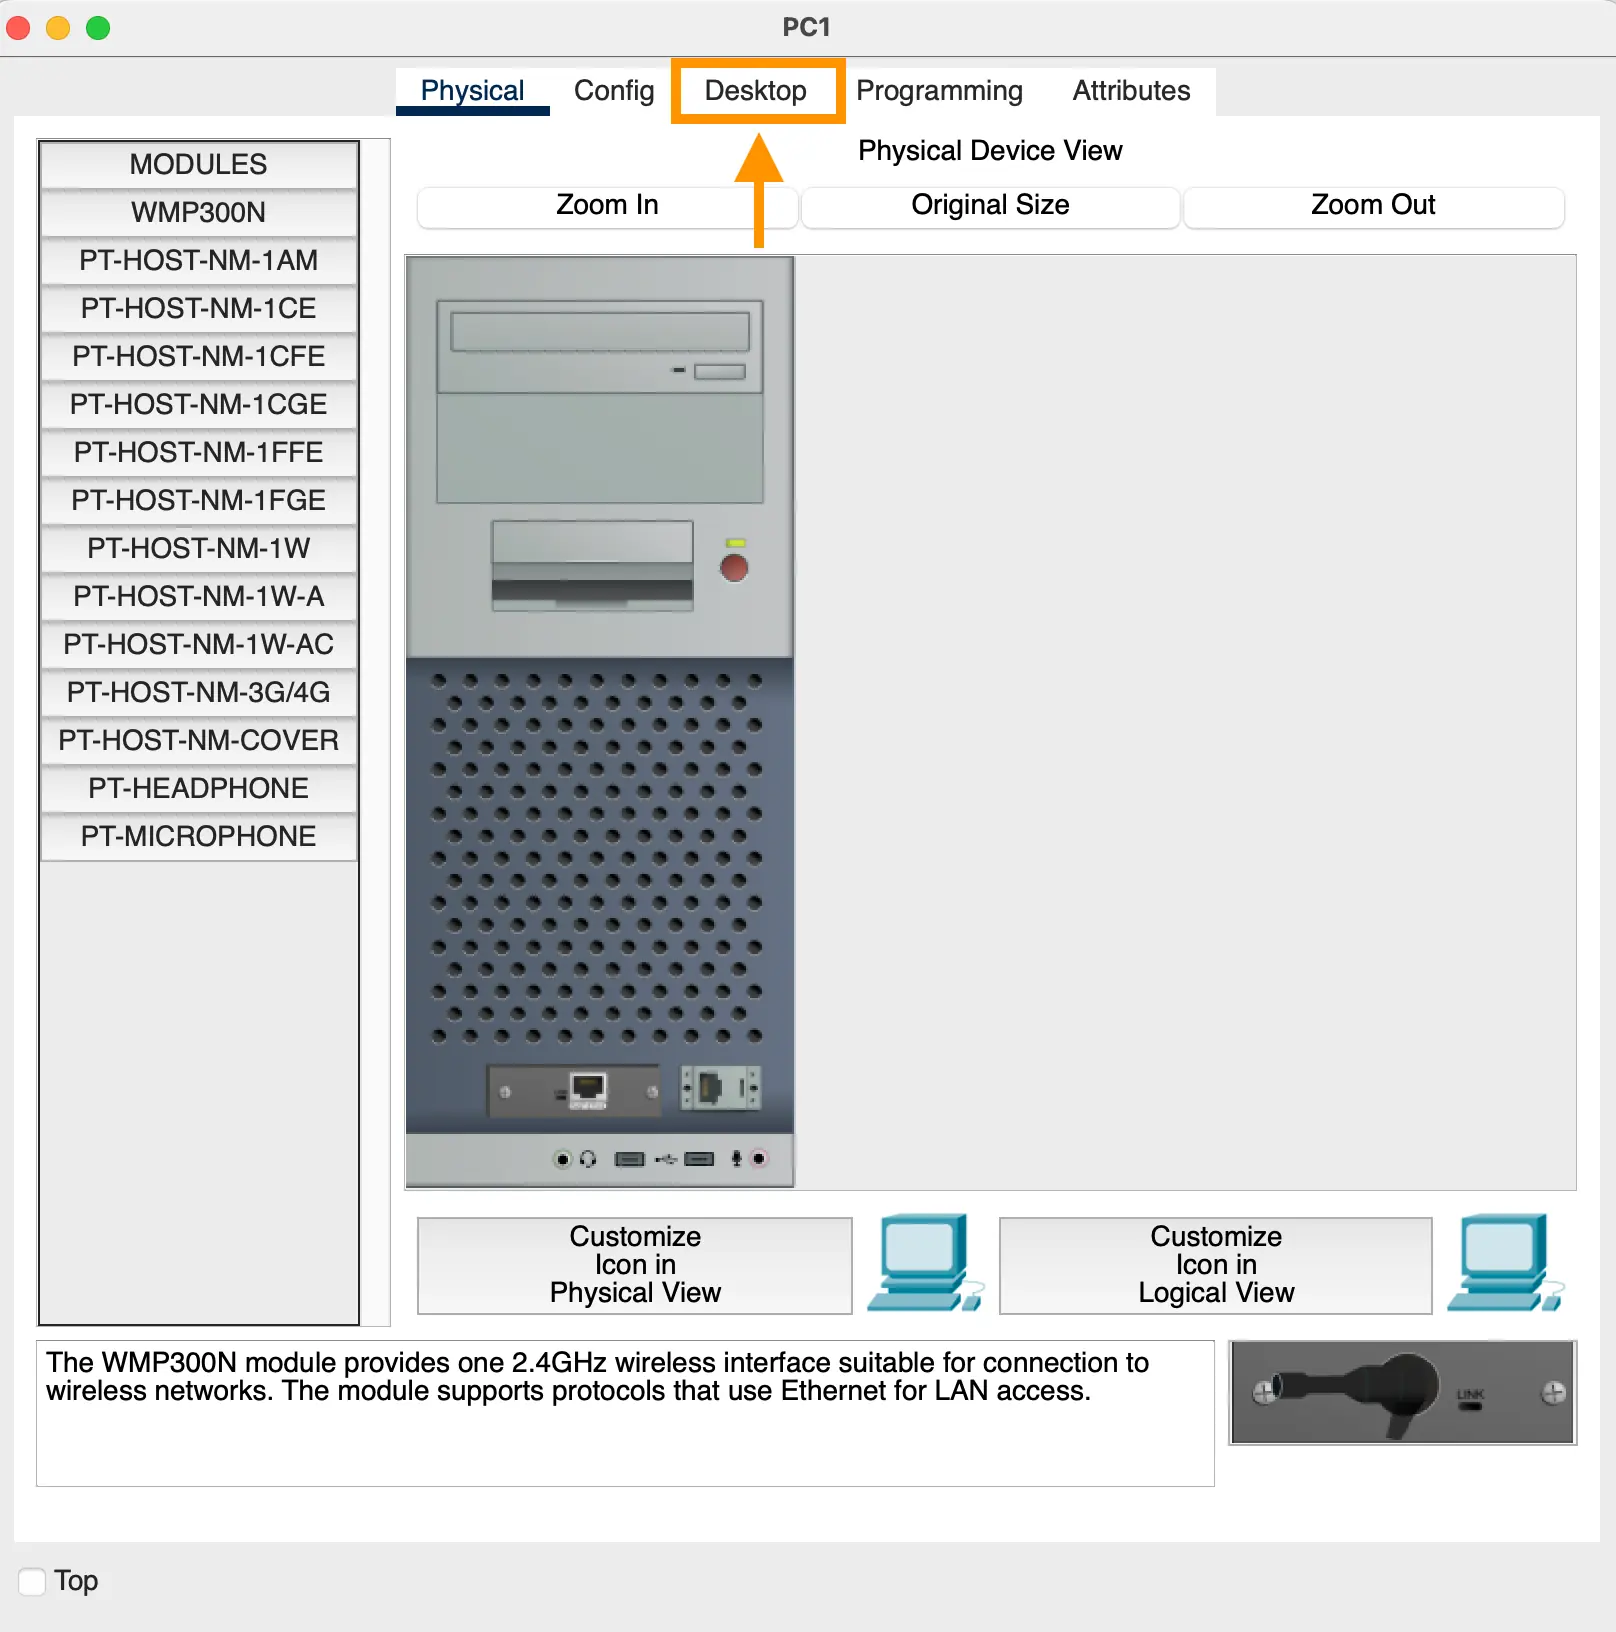 PC1
Physical
Config
Desktop
Programming
Attributes
MODULES
WMP300N
PT-HOST-NM-1AM
PT-HOST-NM-1CE
PT-HOST-NM-1CFE
PT-HOST-NM-1CGE
PT-HOST-NM-1FFE
PT-HOST-NM-1FGE
PT-HOST-NM-1W
PT-HOST-NM-1W-A
PT-HOST-NM-1W-AC
PT-HOST-NM-3G/4G
PT-HOST-NM-COVER
PT-HEADPHONE
PT-MICROPHONE
Physical Device View
Zoom In
Original Size
Zoom Out
Customize
Icon in
Physical View
Customize
Icon in
Logical View
The WMP300N module provides one 2.4GHz wireless interface suitable for connection to
wireless networks. The module supports protocols that use Ethernet for LAN access.
LINK
Top